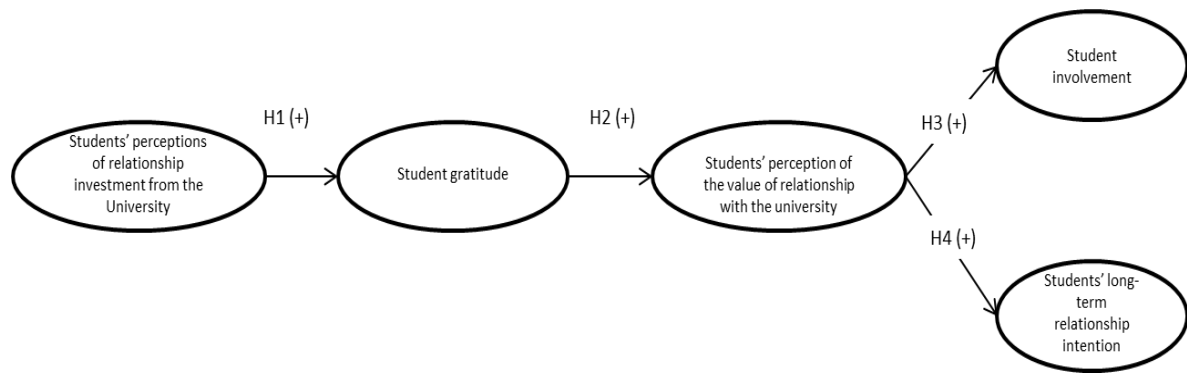 Student
involvement
H1 (+)
H2 (+)
H3 (+)
Students’ perceptions
of relationship
investment from the
University
Student gratitude
Students’ perception of
the value of relationship
with the university
H4 (+)
Students’ long-
term
relationship
intention